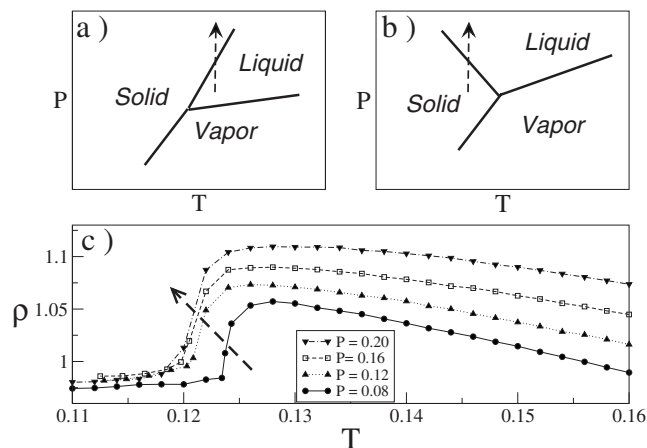 a )
b )
Liquid
Liquid
P
Solid
P
Solid
Vapor
Vapor
T
T
c )
1.1
ρ
1.05
1
P = 0.20
P= 0.16
P = 0.12
P = 0.08
0.11 0.12 0.13 0.14 0.15 0.16
T